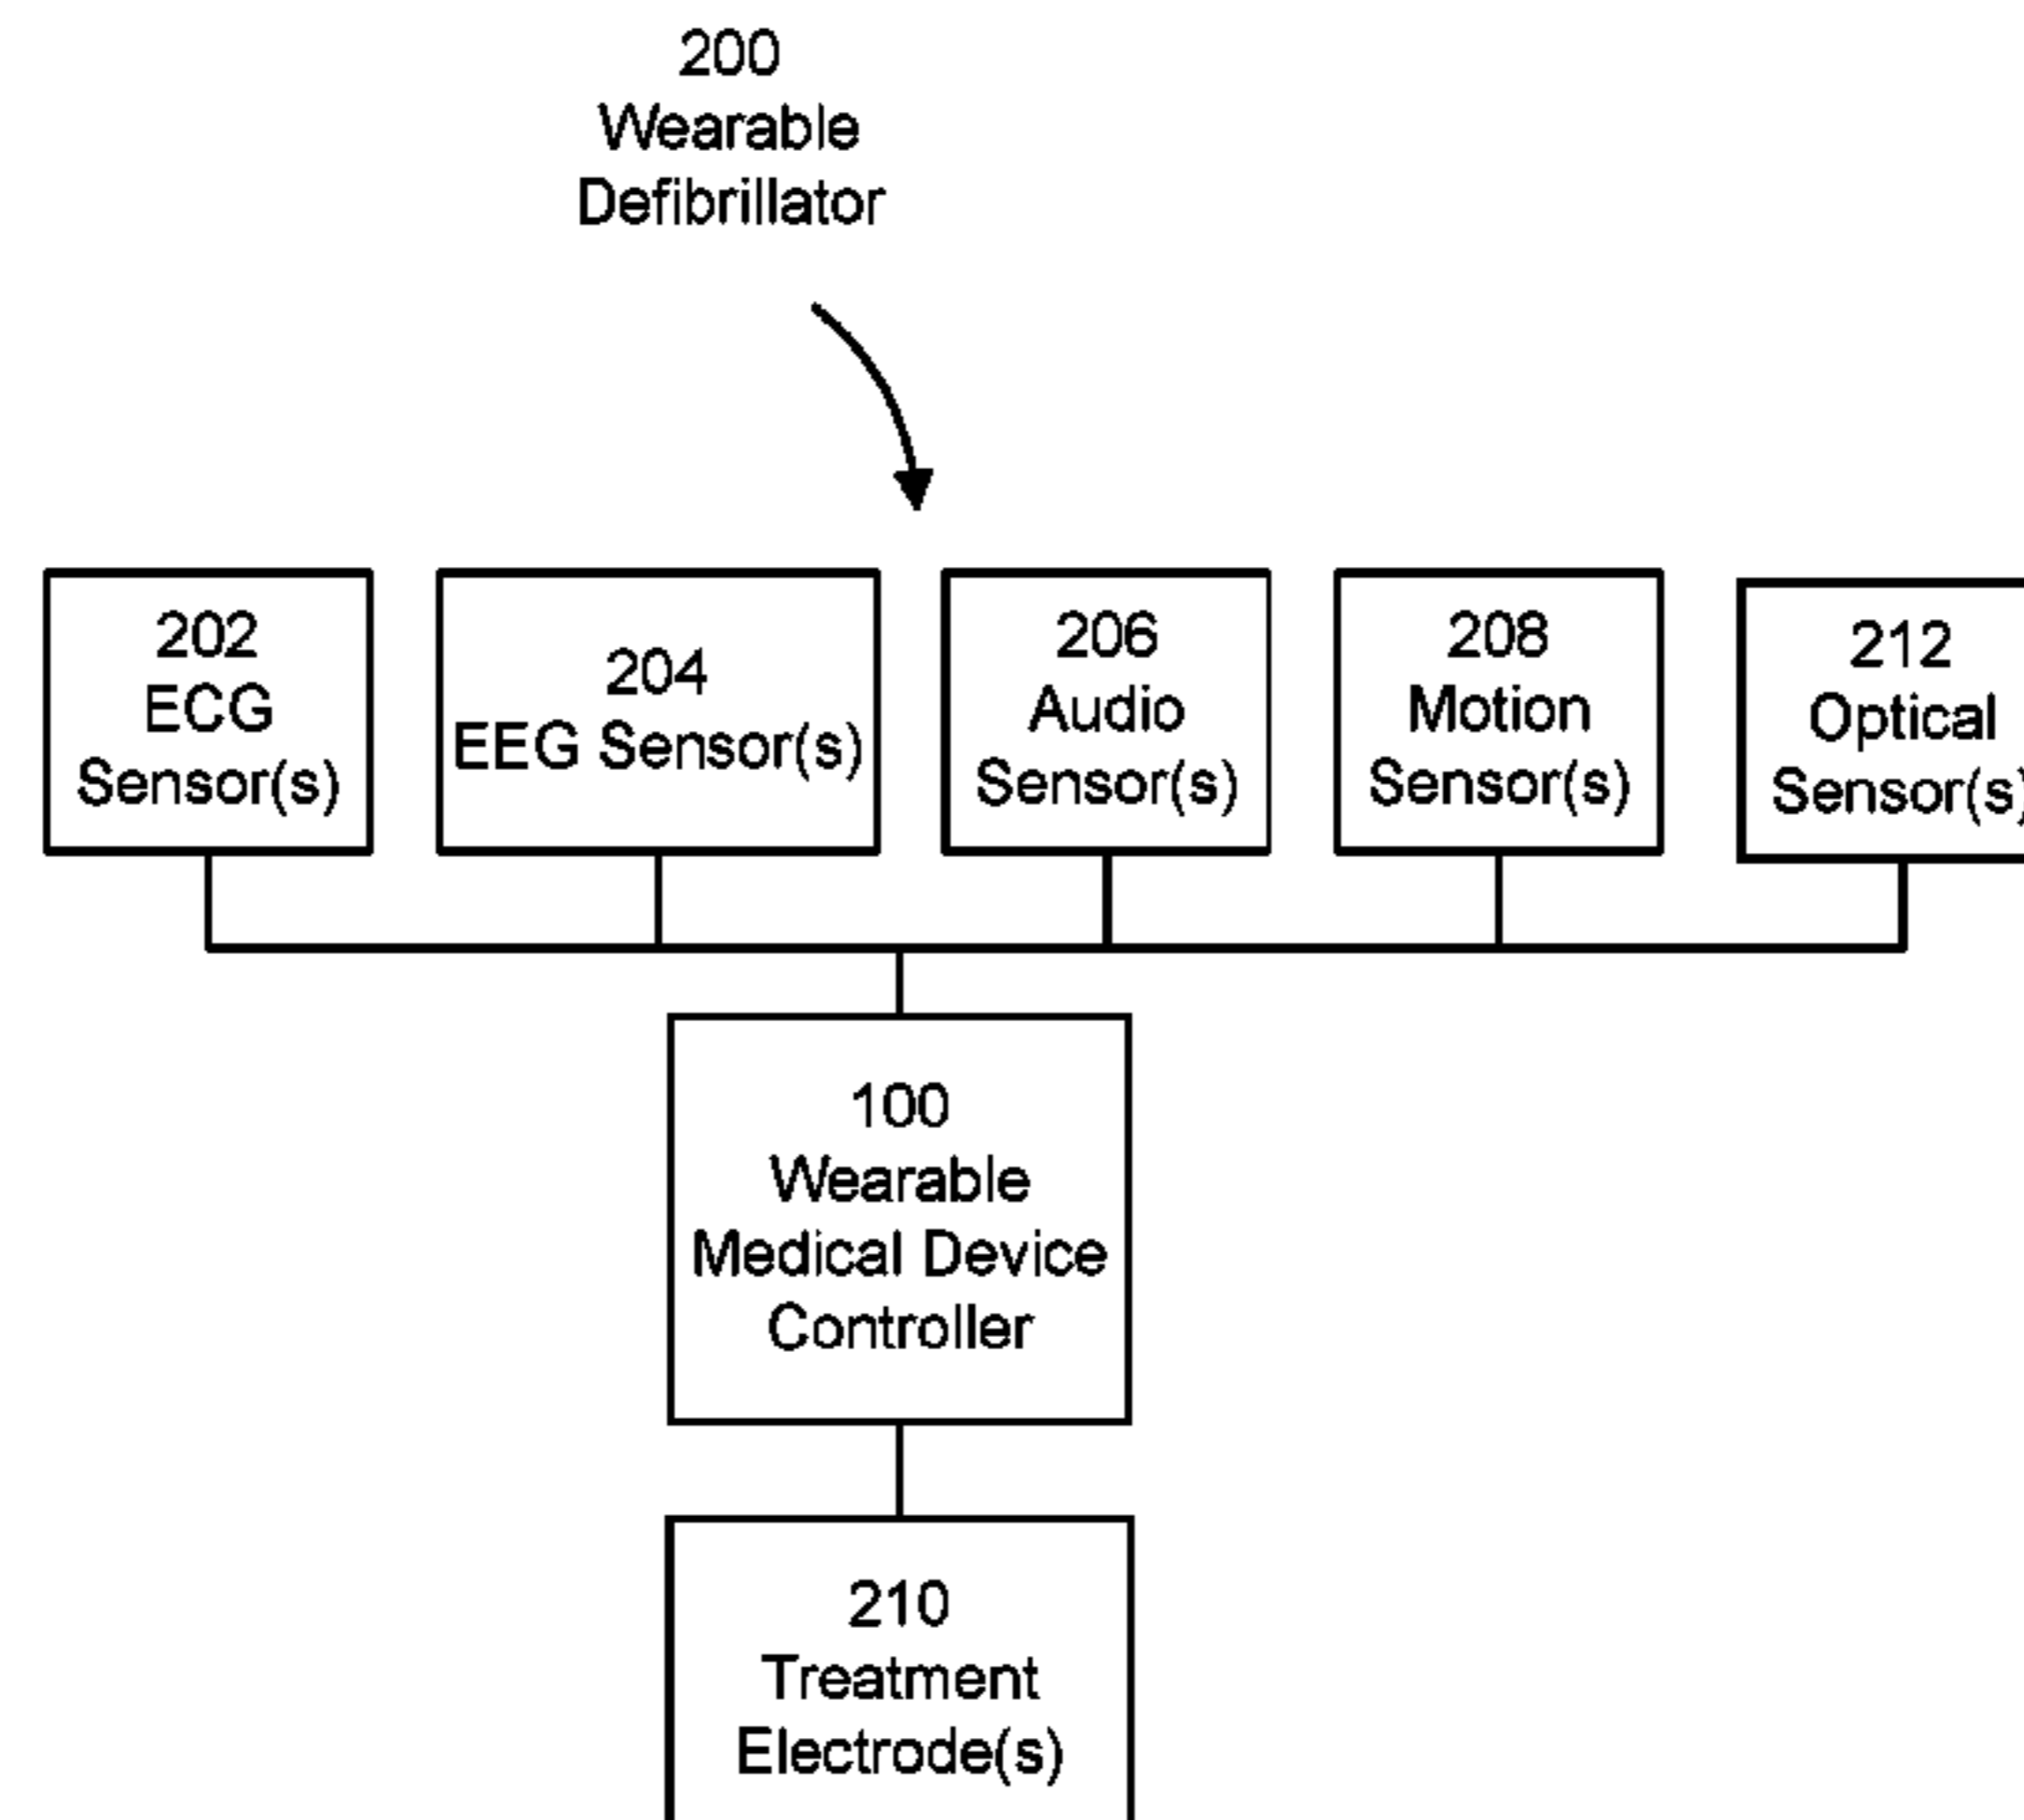 200
Wearable
Defibrillator
202
ECG
Sensor(s)
204
EEG Sensor(s)
206
Audio
Sensor(s)
208
Motion
Sensor(s)
212
Optical
Sensor(s)
100
Wearable
Medical Device
Controller
210
Treatment
Electrode(s)